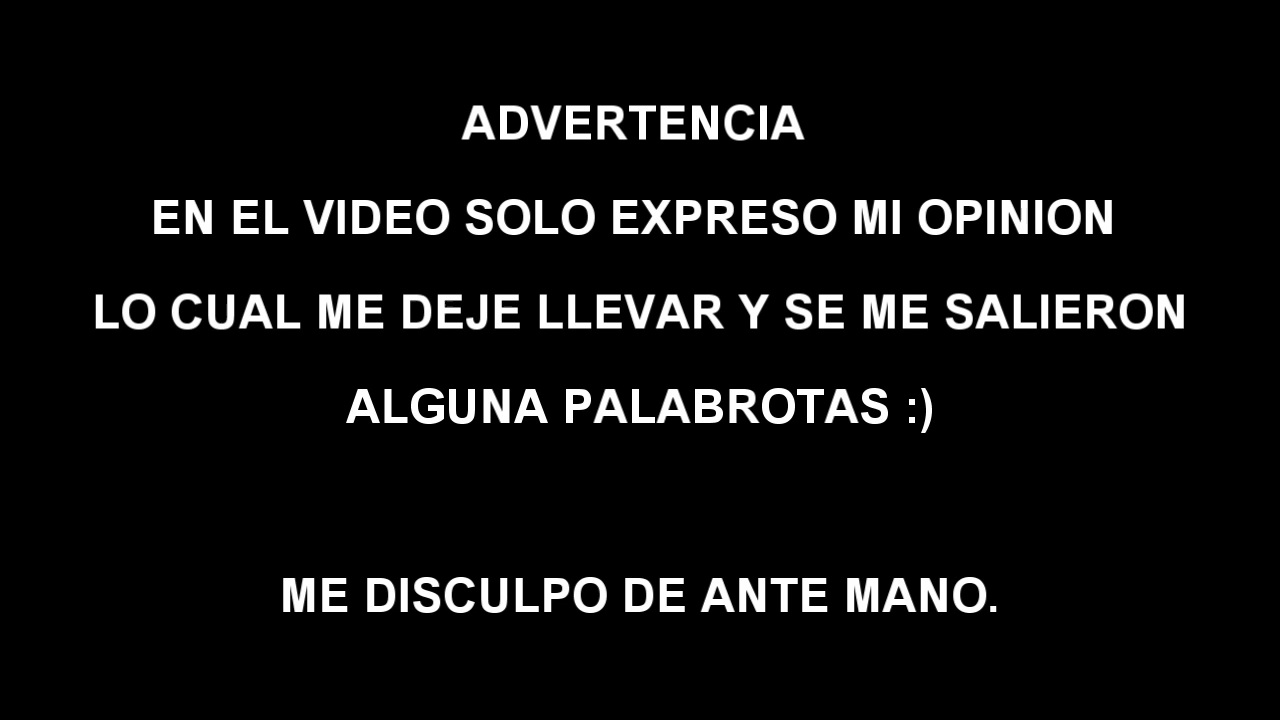 ADVERTENCIA
EN EL VIDEO SOLO EXPRESO MI OPINION
LO CUAL ME DEJE LLEVAR Y SE ME SALIERON
ALGUNA PALABROTAS :)
ME DISCULPO DE ANTE MANO.